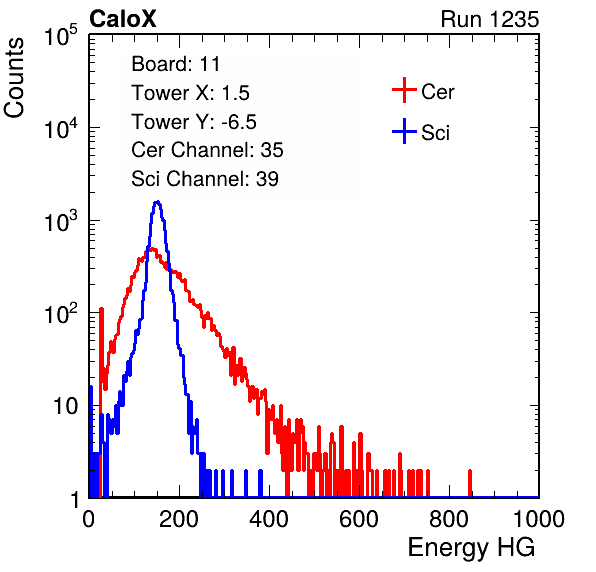 CaloX Run 1235
Counts
10^5
10^4
10^3
10^2
10
1
Board: 11
Tower X: 1.5
Tower Y: -6.5
Cer Channel: 35
Sci Channel: 39
Cer
Sci
0 200 400 600 800 1000
Energy HG